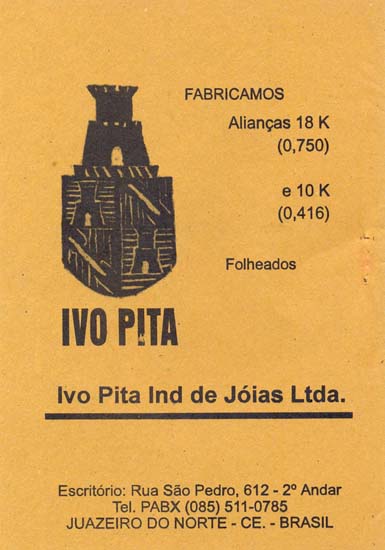 FABRICAMOS
Alianças 18 K
(0,750)
e 10 K
(0,416)
Folheados
IVO PITA
Ivo Pita Ind de Jóias Ltda.
Escritório: Rua São Pedro, 612 - 2º Andar
Tel. PABX (085) 511-0785
JUAZEIRO DO NORTE - CE. - BRASIL